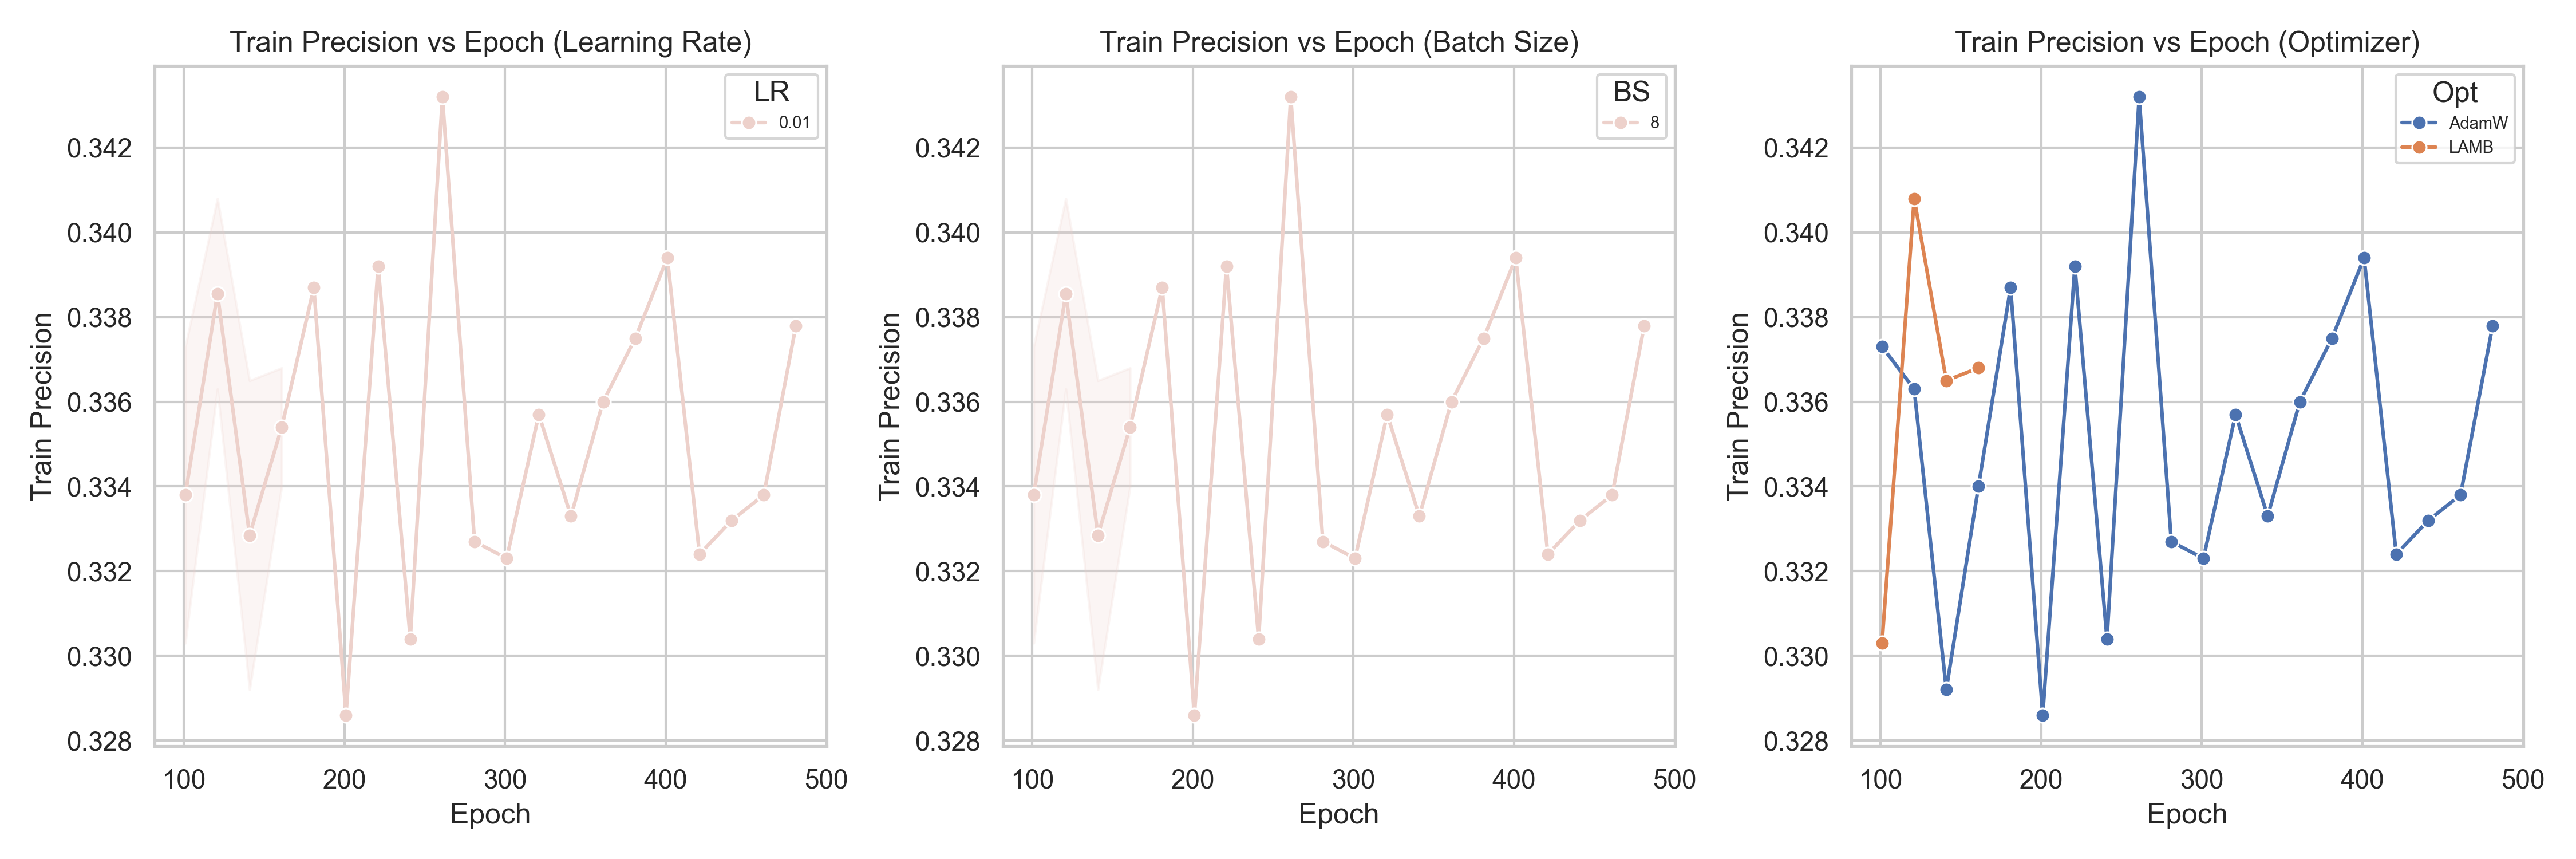 Train Precision vs Epoch (Learning Rate)
LR
0.01
0.342
0.340
0.338
0.336
0.334
0.332
0.330
0.328
Train Precision
100 200 300 400 500
Epoch
Train Precision vs Epoch (Batch Size)
BS
8
0.342
0.340
0.338
0.336
0.334
0.332
0.330
0.328
Train Precision
100 200 300 400 500
Epoch
Train Precision vs Epoch (Optimizer)
Opt
AdamW
LAMB
0.342
0.340
0.338
0.336
0.334
0.332
0.330
0.328
Train Precision
100 200 300 400 500
Epoch